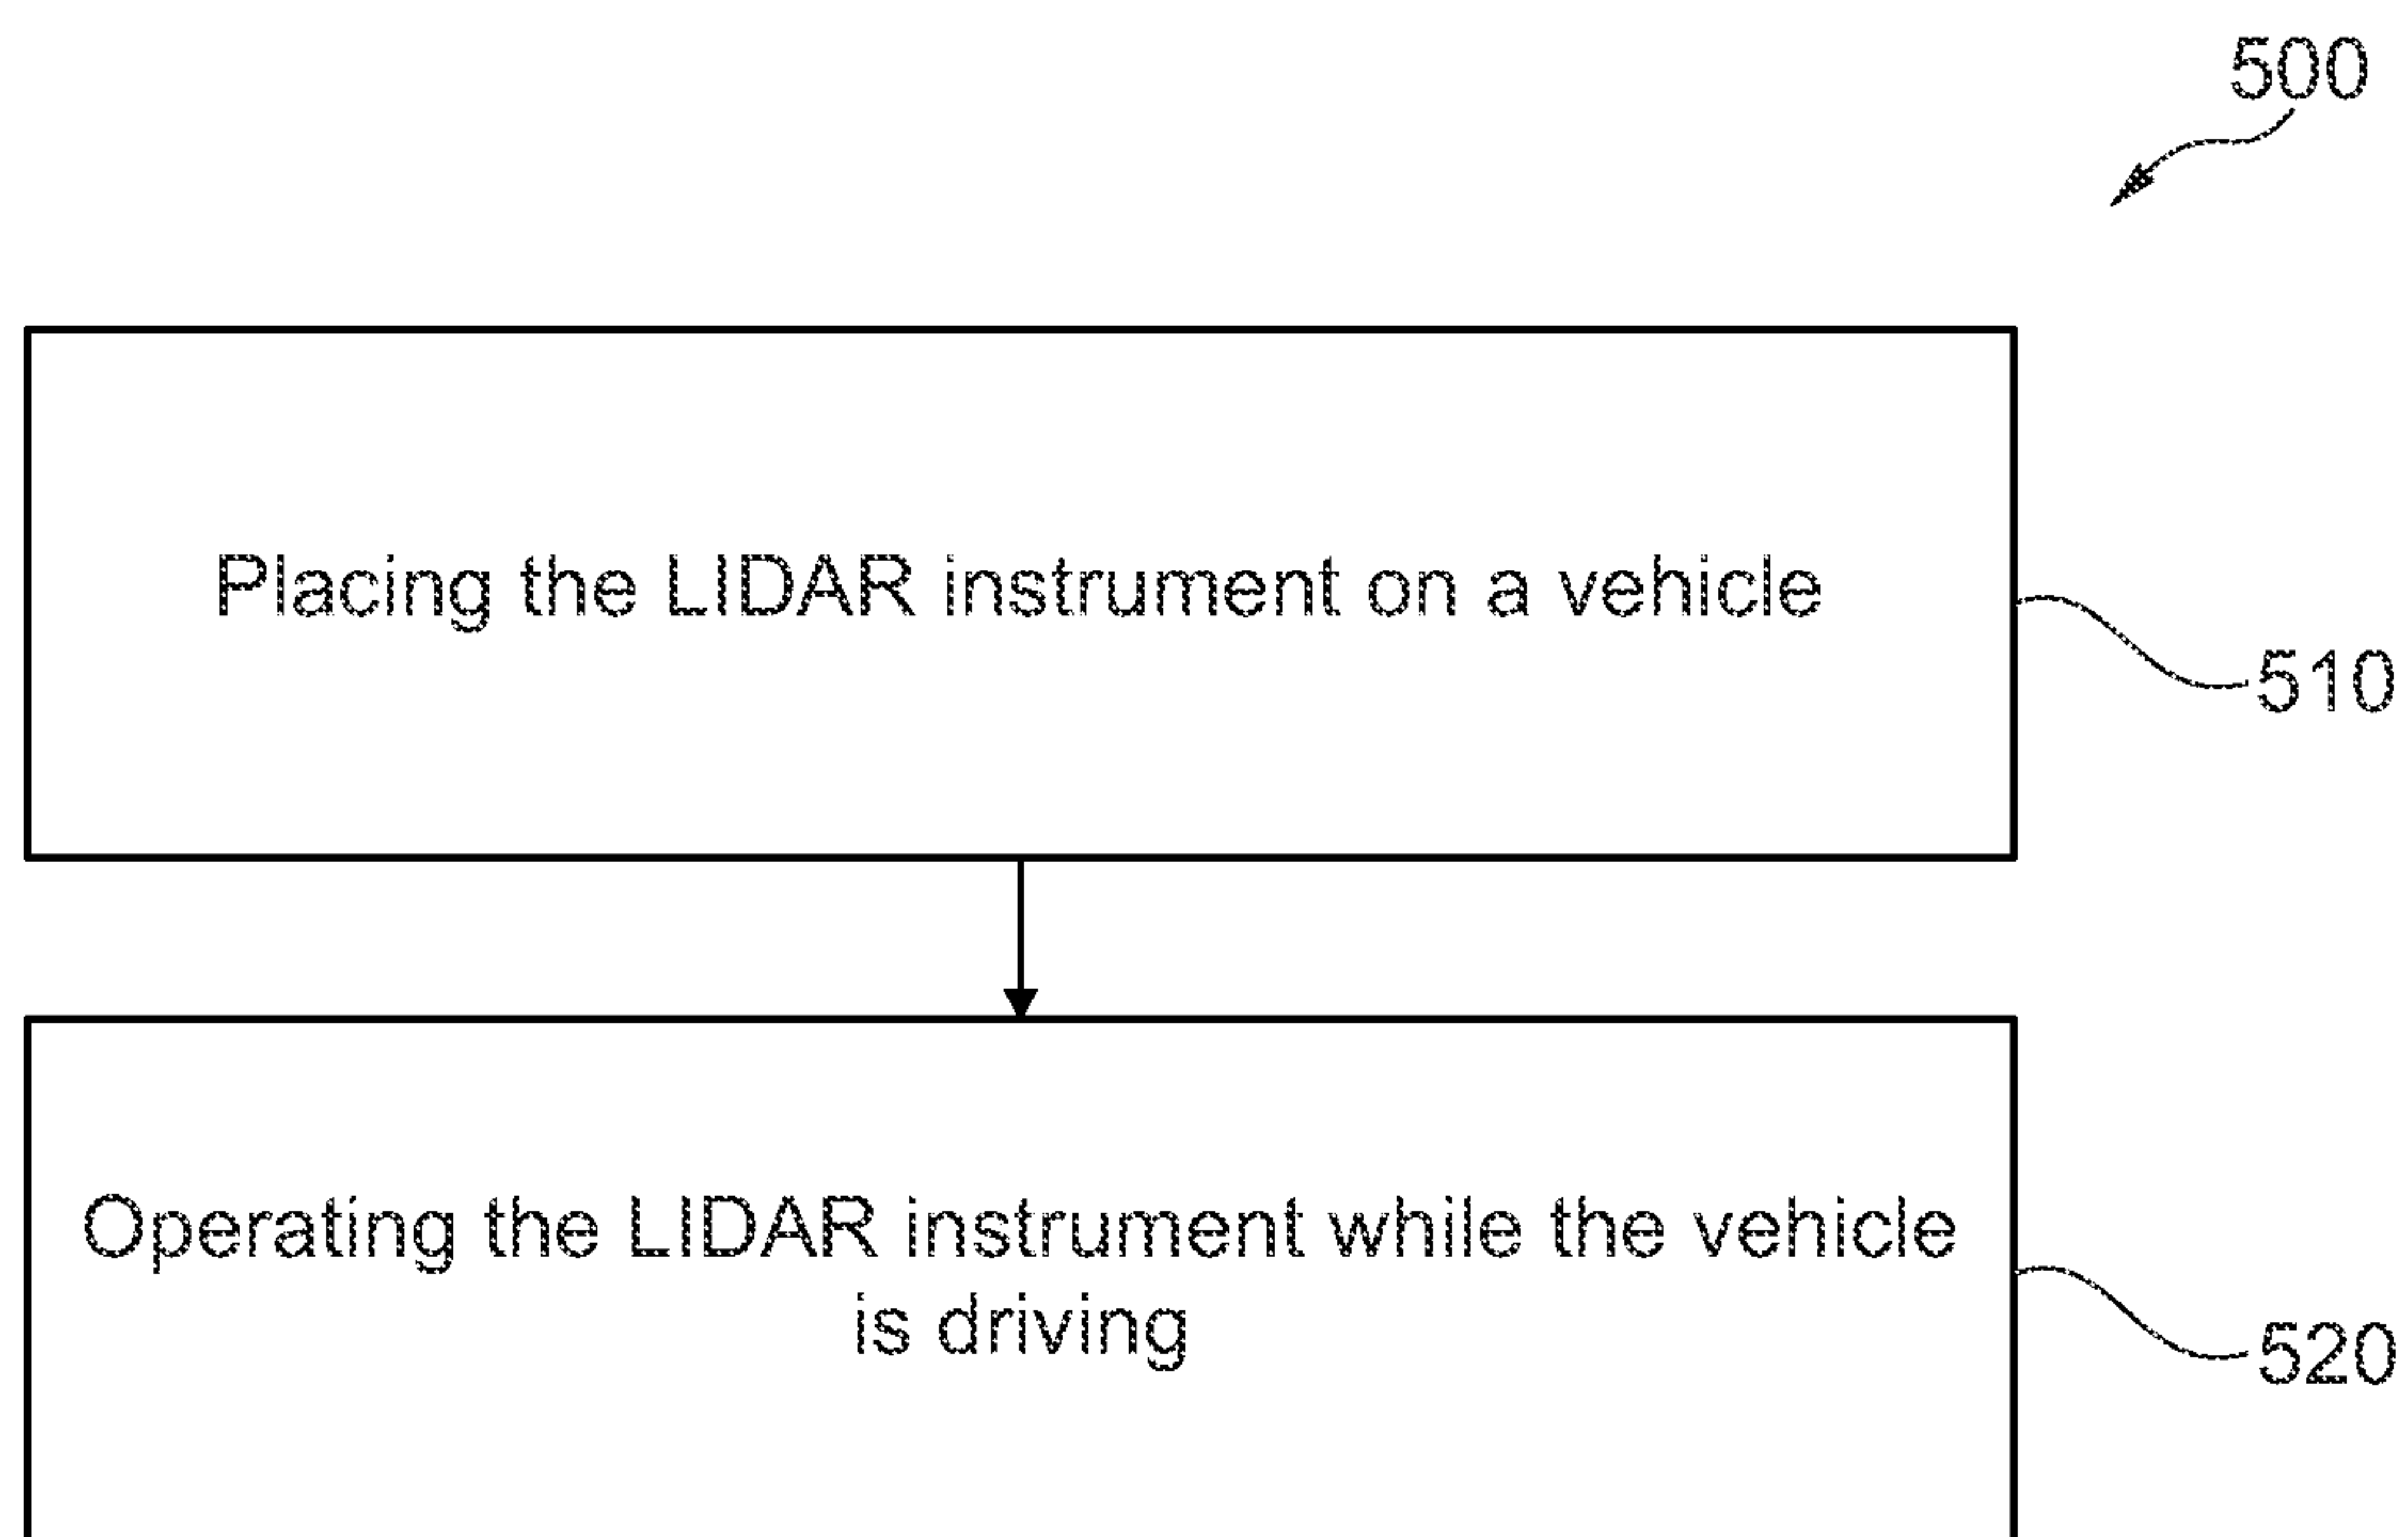 500
Placing the LIDAR instrument on a vehicle
510
Operating the LIDAR instrument while the vehicle
is driving
520